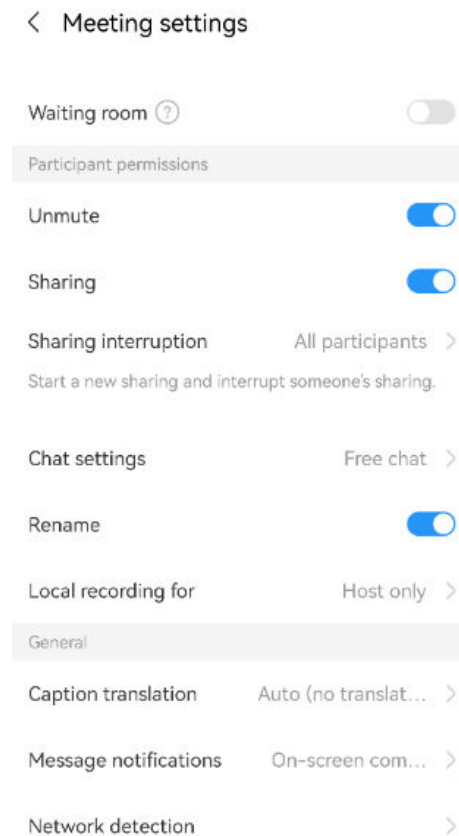 Meeting settings
Waiting room ?
Participant permissions
Unmute
Sharing
Sharing interruption All participants
Start a new sharing and interrupt someone's sharing.
Chat settings Free chat
Rename
Local recording for Host only
General
Caption translation Auto (no translat...
Message notifications On-screen com...
Network detection